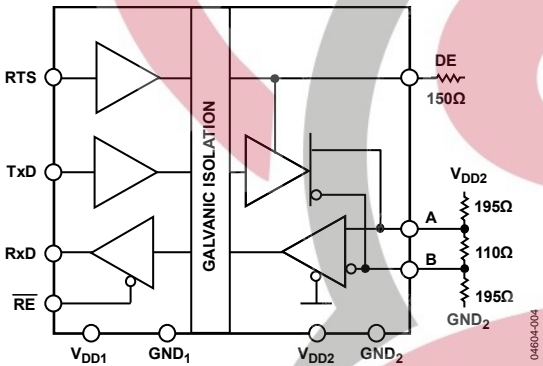 RTS
DE
150Ω
GALVANIC ISOLATION
TxD
VDD2
195Ω
A
110Ω
RxD
B
195Ω
RE
GND2
VDD1
GND1
VDD2
GND2
04604-004